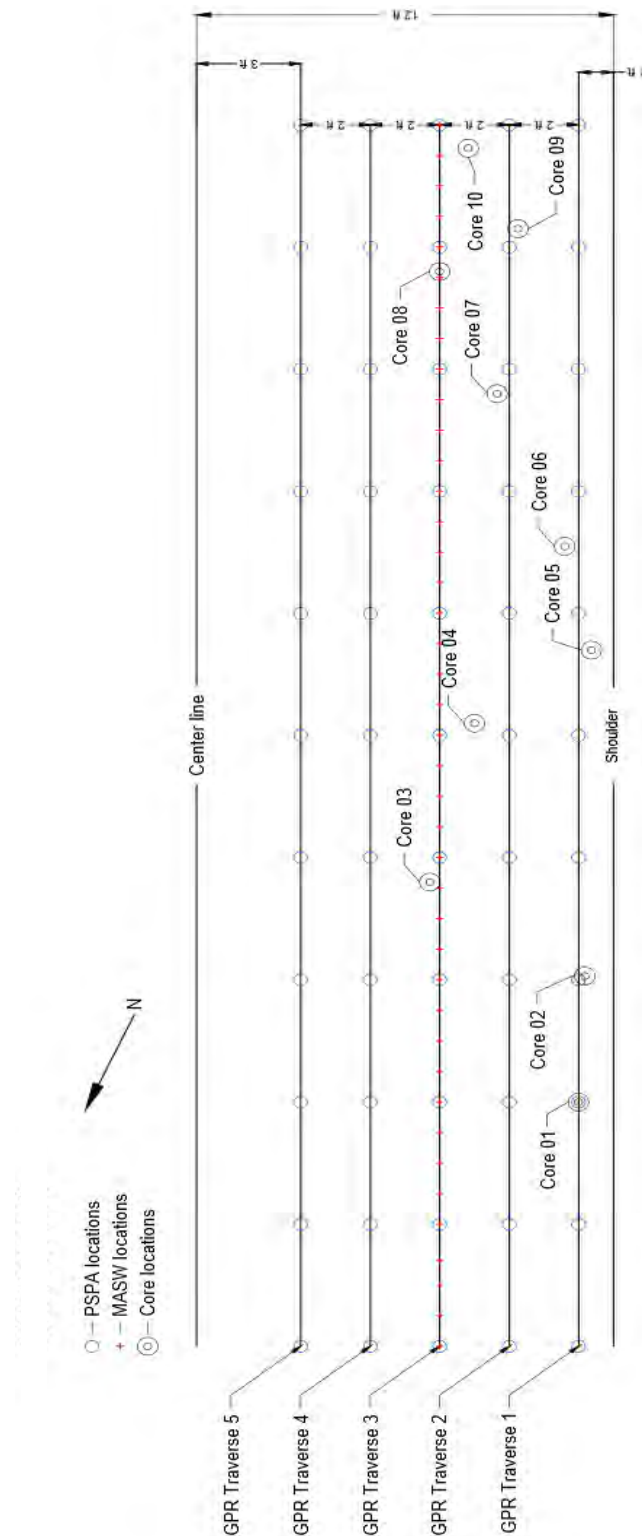 ○ – PSPA locations
+ – MASW locations
◎ – Core locations
N
Center line
GPR Traverse 5
GPR Traverse 4
GPR Traverse 3
GPR Traverse 2
GPR Traverse 1
Core 01
Core 02
Core 03
Core 04
Core 05
Core 06
Core 07
Core 08
Core 09
Core 10
Shoulder
3 ft
2 ft
2 ft
2 ft
2 ft
12 ft